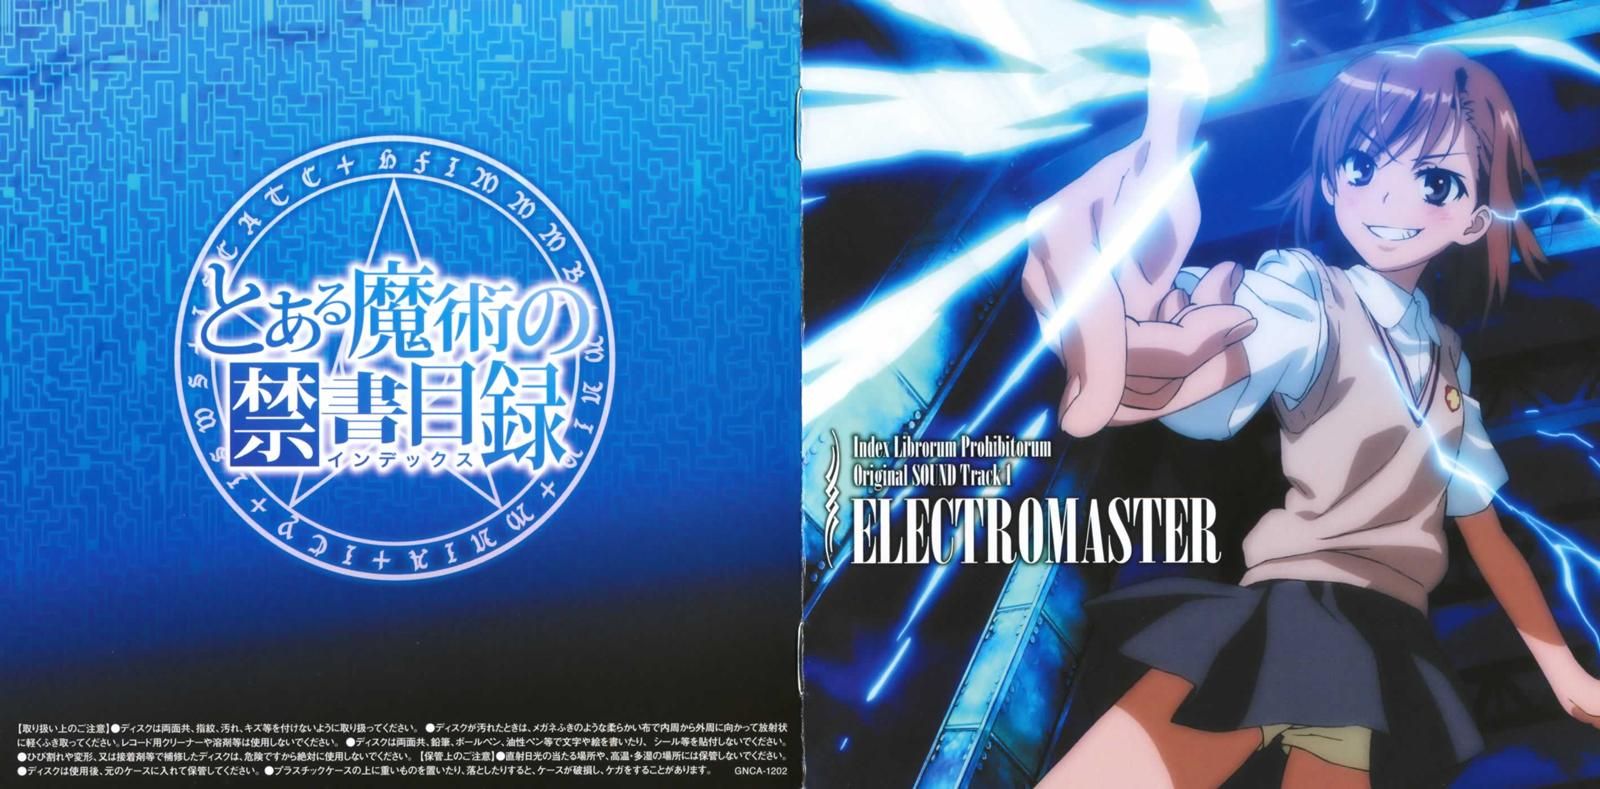 とある魔術の
禁書目録
インデックス
【取り扱い上のご注意】●ディスクは両面共、指紋、汚れ、キズ等を付けないように取り扱ってください。 ●ディスクが汚れたときは、メガネふきのような柔らかい布で内周から外周に向かって放射状
に軽くふき取ってください。レコード用クリーナーや溶剤等は使用しないでください。 ●ディスクは両面共、鉛筆、ボールペン、油性ペン等で文字や絵を書いたり、シール等を貼付しないでください。
●ひび割れや変形、又は接着剤等で補修したディスクは、危険ですから絶対に使用しないでください。【保管上のご注意】●直射日光の当たる場所や、高温・多湿の場所には保管しないでください。
●ディスクは使用後、元のケースに入れて保管してください。 ●プラスチックケースの上に重いものを置いたり、落としたりすると、ケースが破損し、ケガをすることがあります。 GNCA-1202
Index Librorum Prohibitorum
Original SOUND Track 1
ELECTROMASTER